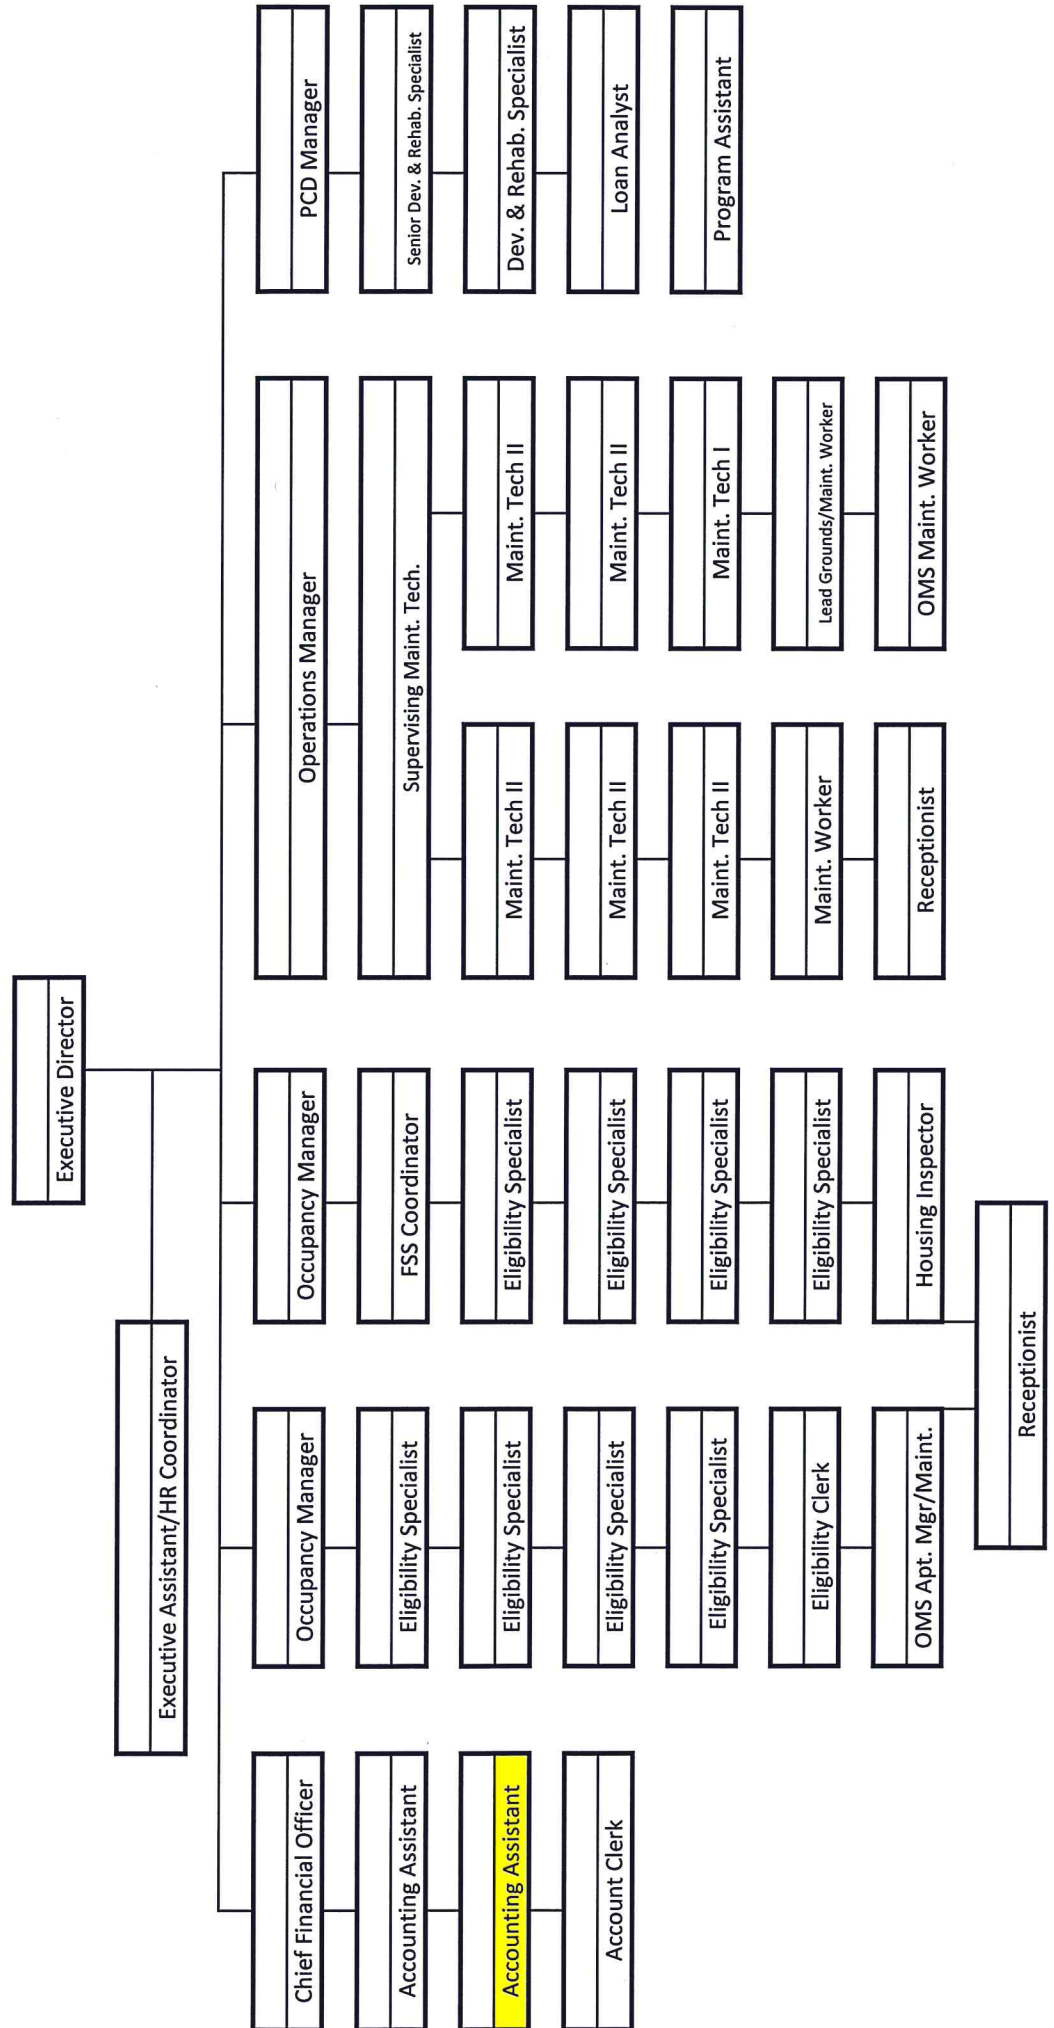 Executive Director
Executive Assistant/HR Coordinator
Chief Financial Officer
Accounting Assistant
Accounting Assistant
Account Clerk
Occupancy Manager
Eligibility Specialist
Eligibility Specialist
Eligibility Specialist
Eligibility Specialist
Eligibility Clerk
OMS Apt. Mgr/Maint.
Occupancy Manager
FSS Coordinator
Eligibility Specialist
Eligibility Specialist
Eligibility Specialist
Eligibility Specialist
Housing Inspector
Receptionist
Operations Manager
Supervising Maint. Tech.
Maint. Tech II
Maint. Tech II
Maint. Tech II
Maint. Worker
Receptionist
Maint. Tech II
Maint. Tech II
Maint. Tech I
Lead Grounds/Maint. Worker
OMS Maint. Worker
PCD Manager
Senior Dev. & Rehab. Specialist
Dev. & Rehab. Specialist
Loan Analyst
Program Assistant